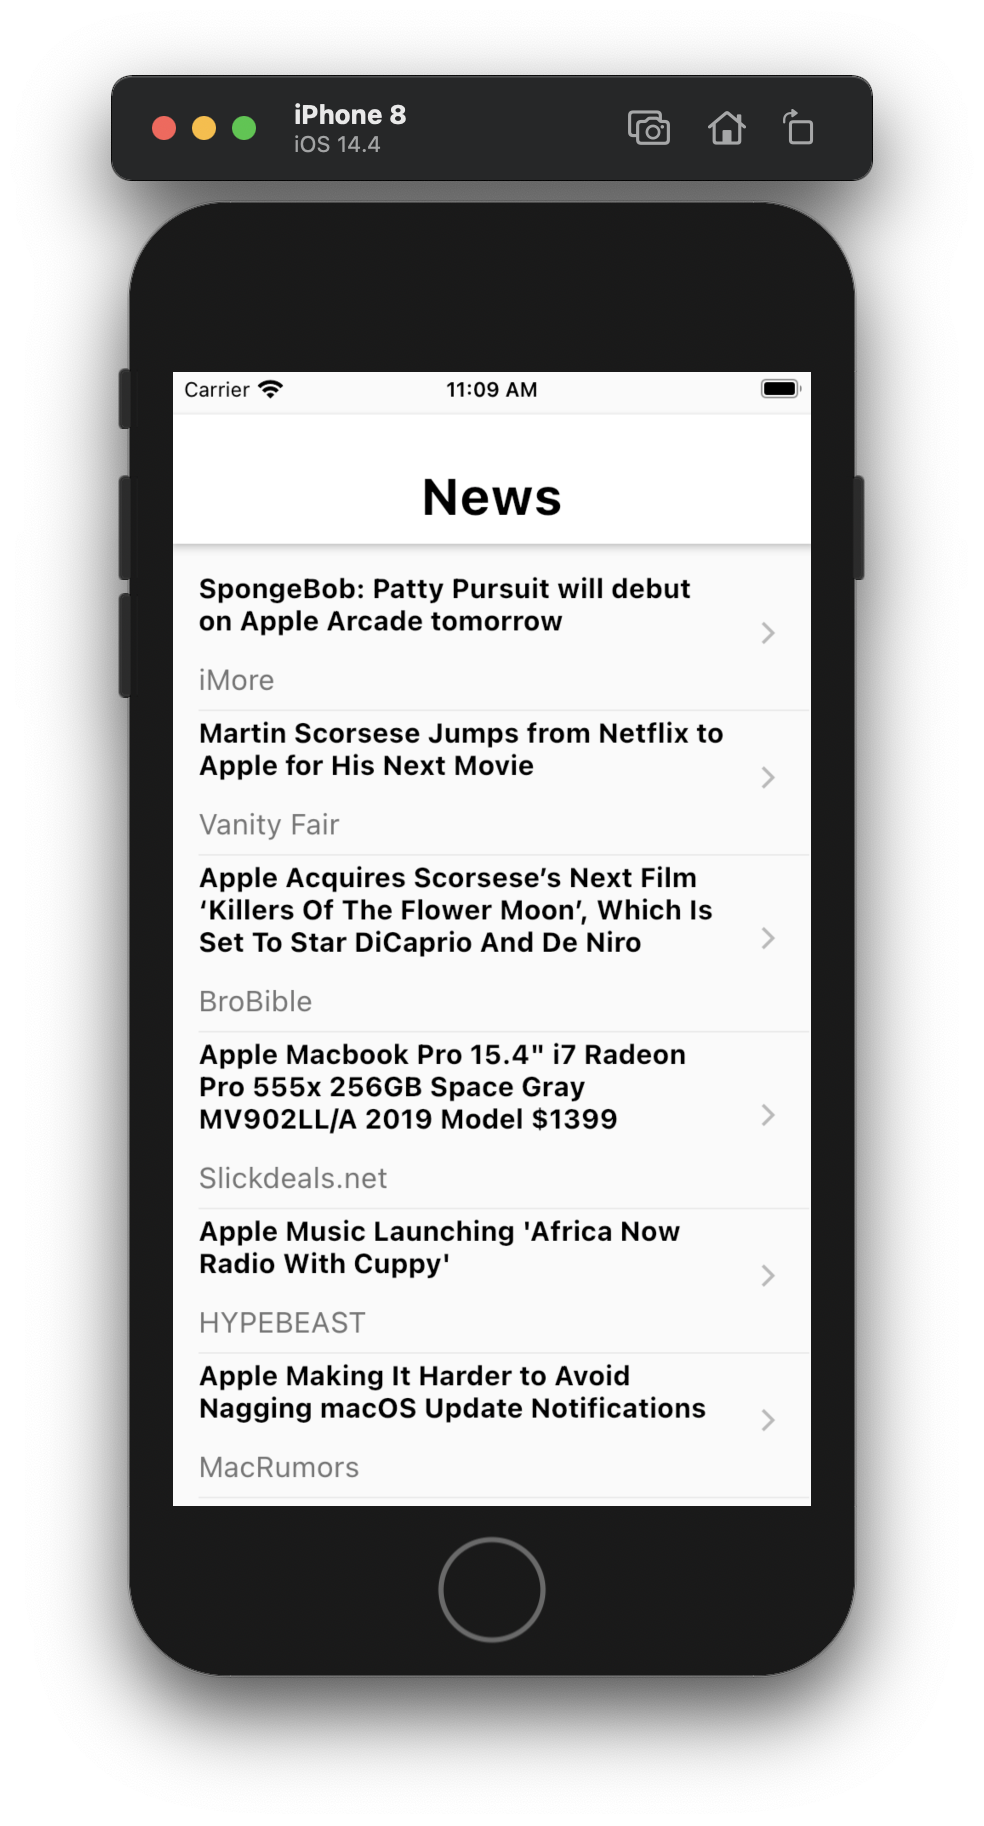 iPhone 8
iOS 14.4
Carrier 11:09 AM
News
SpongeBob: Patty Pursuit will debut
on Apple Arcade tomorrow
iMore
Martin Scorsese Jumps from Netflix to
Apple for His Next Movie
Vanity Fair
Apple Acquires Scorsese’s Next Film
‘Killers Of The Flower Moon’, Which Is
Set To Star DiCaprio And De Niro
BroBible
Apple Macbook Pro 15.4" i7 Radeon
Pro 555x 256GB Space Gray
MV902LL/A 2019 Model $1399
Slickdeals.net
Apple Music Launching 'Africa Now
Radio With Cuppy'
HYPEBEAST
Apple Making It Harder to Avoid
Nagging macOS Update Notifications
MacRumors